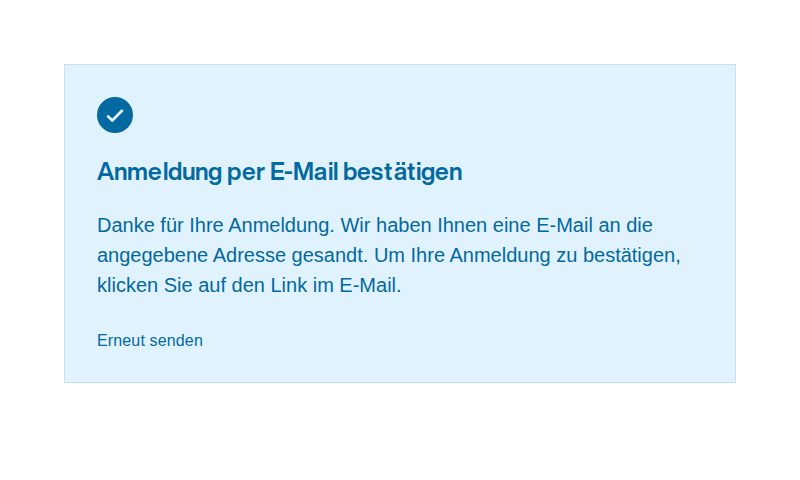 Anmeldung per E-Mail bestätigen
Danke für Ihre Anmeldung. Wir haben Ihnen eine E-Mail an die
angegebene Adresse gesandt. Um Ihre Anmeldung zu bestätigen,
klicken Sie auf den Link im E-Mail.
Erneut senden